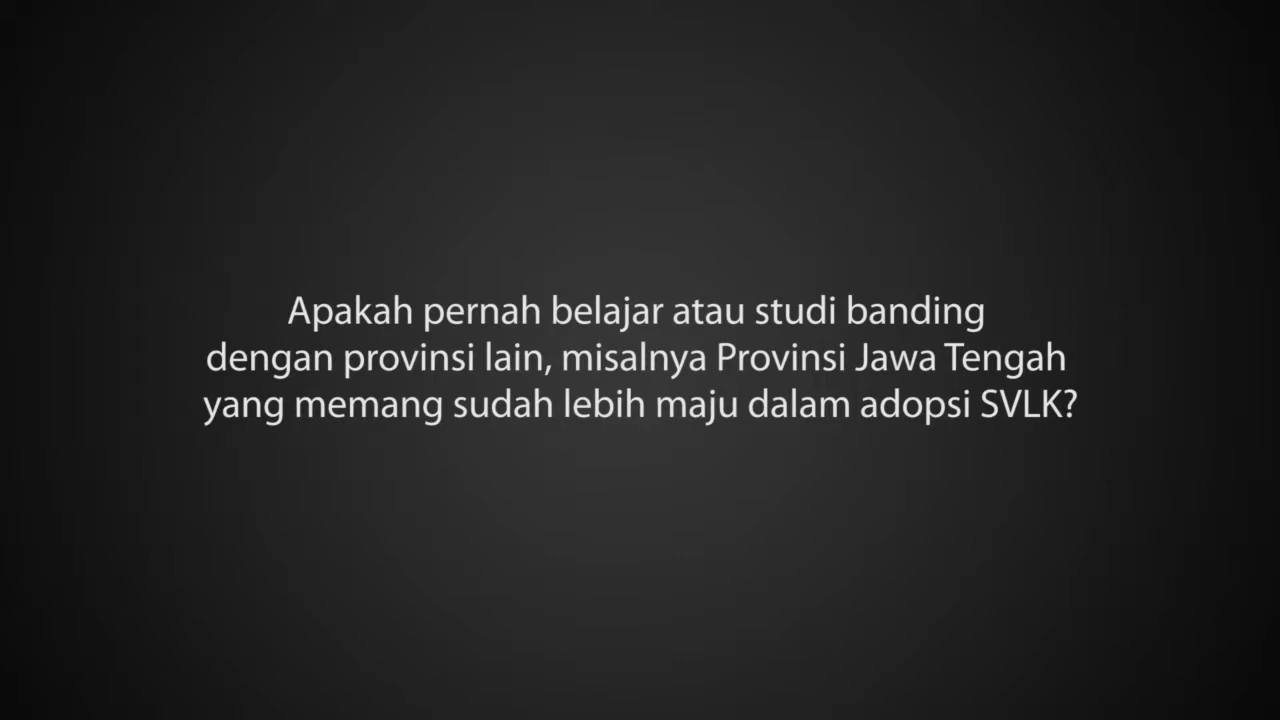 Apakah pernah belajar atau studi banding
dengan provinsi lain, misalnya Provinsi Jawa Tengah
yang memang sudah lebih maju dalam adopsi SVLK?